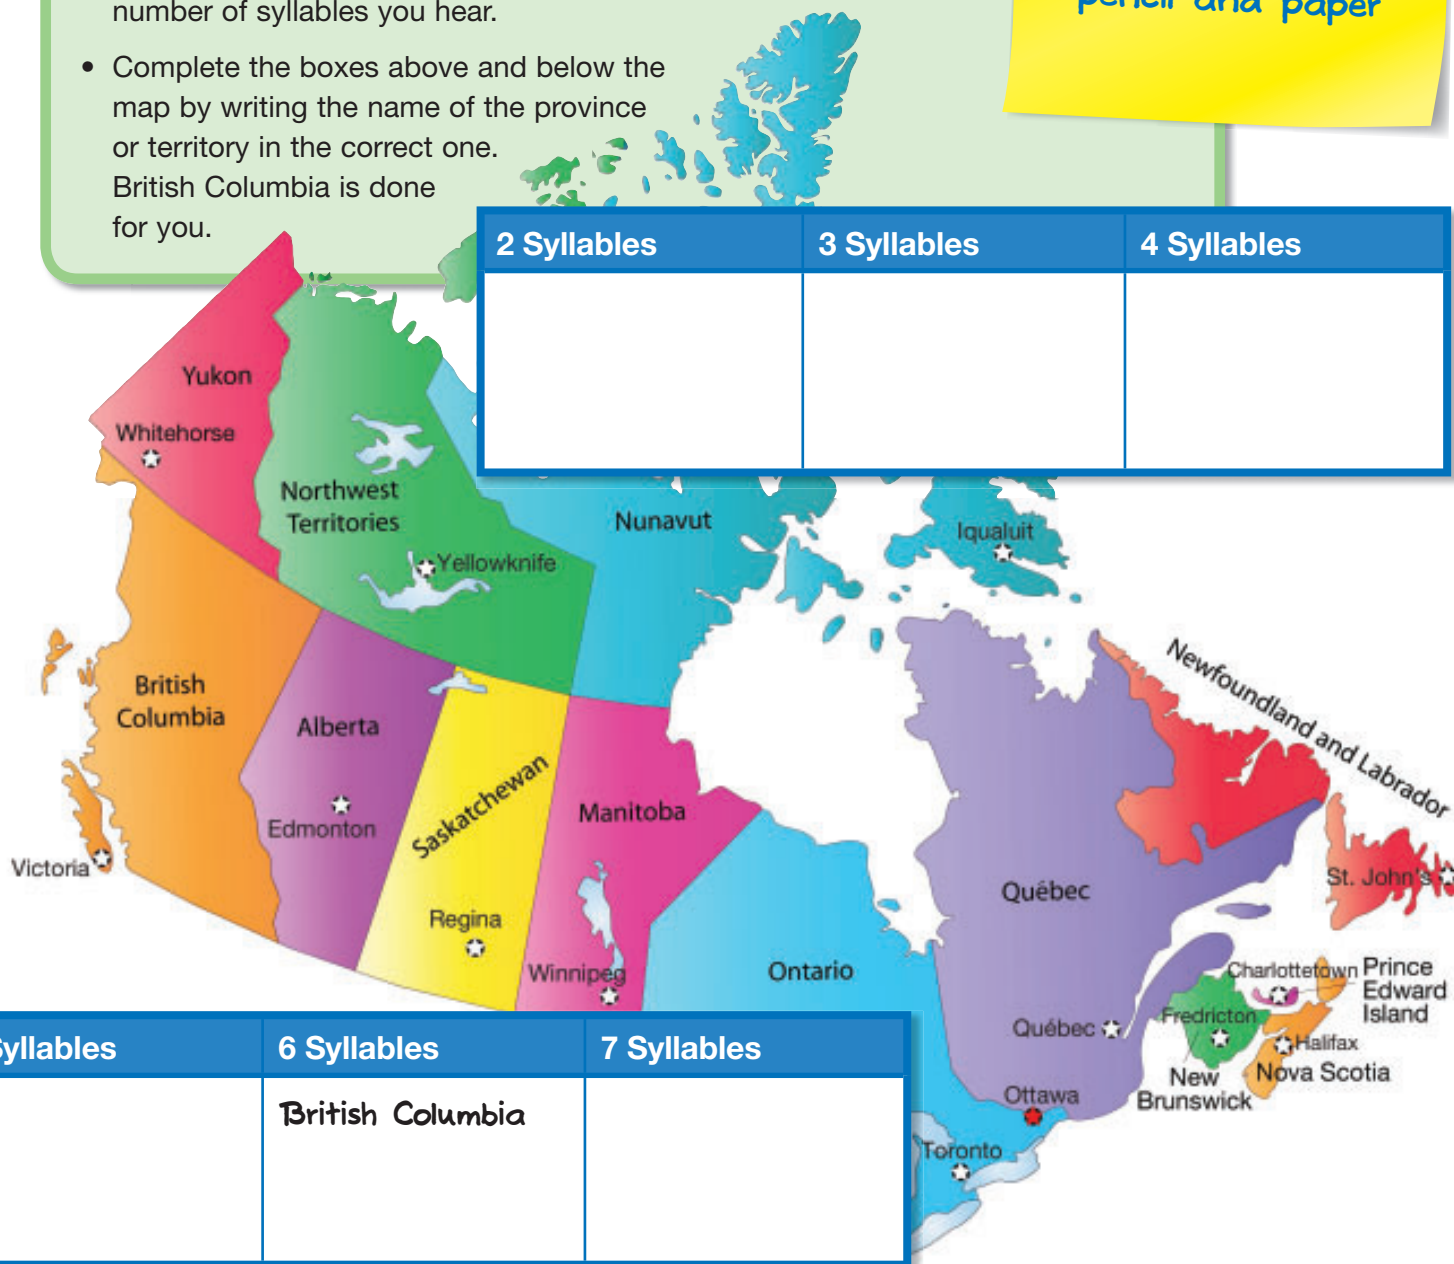 number of syllables you hear.
pencil and paper
• Complete the boxes above and below the
map by writing the name of the province
or territory in the correct one.
British Columbia is done
for you.
2 Syllables
3 Syllables
4 Syllables
Yukon
Whitehorse
Northwest
Territories
Yellowknife
Nunavut
Iqualuit
British
Columbia
Victoria
Alberta
Edmonton
Saskatchewan
Regina
Manitoba
Winnipeg
Ontario
Québec
Québec
Newfoundland and Labrador
St. John's
Charlottetown
Prince
Edward
Island
Fredricton
Halifax
New
Brunswick
Nova Scotia
Ottawa
Toronto
Syllables
6 Syllables
7 Syllables
British Columbia